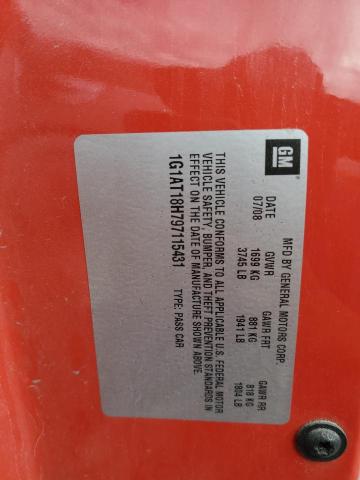 GM
MFD BY GENERAL MOTORS CORP.
DATE GVWR GAWR FRT GAWR RR
07/08 1699 KG 881 KG 818 KG
3745 LB 1941 LB 1804 LB
THIS VEHICLE CONFORMS TO ALL APPLICABLE U.S. FEDERAL MOTOR
VEHICLE SAFETY, BUMPER, AND THEFT PREVENTION STANDARDS IN
EFFECT ON THE DATE OF MANUFACTURE SHOWN ABOVE.
1G1AT18H797115431 TYPE: PASS CAR